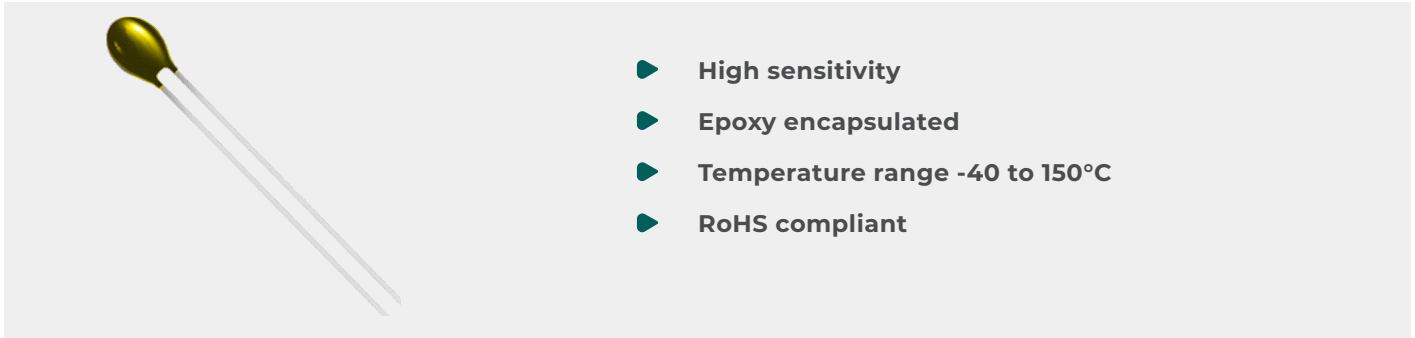 High sensitivity
Epoxy encapsulated
Temperature range -40 to 150°C
RoHS compliant